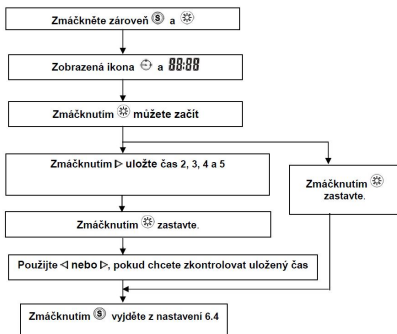 Zmáčkněte zároveň Ⓢ a
Zobrazená ikona a 88:88
Zmáčknutím můžete začít
Zmáčknutím ▷ uložte čas 2, 3, 4 a 5
Zmáčknutím
zastavte.
Zmáčknutím zastavte.
Použijte ◁ nebo ▷, pokud chcete zkontrolovat uložený čas
Zmáčknutím Ⓢ vyjděte z nastavení 6.4